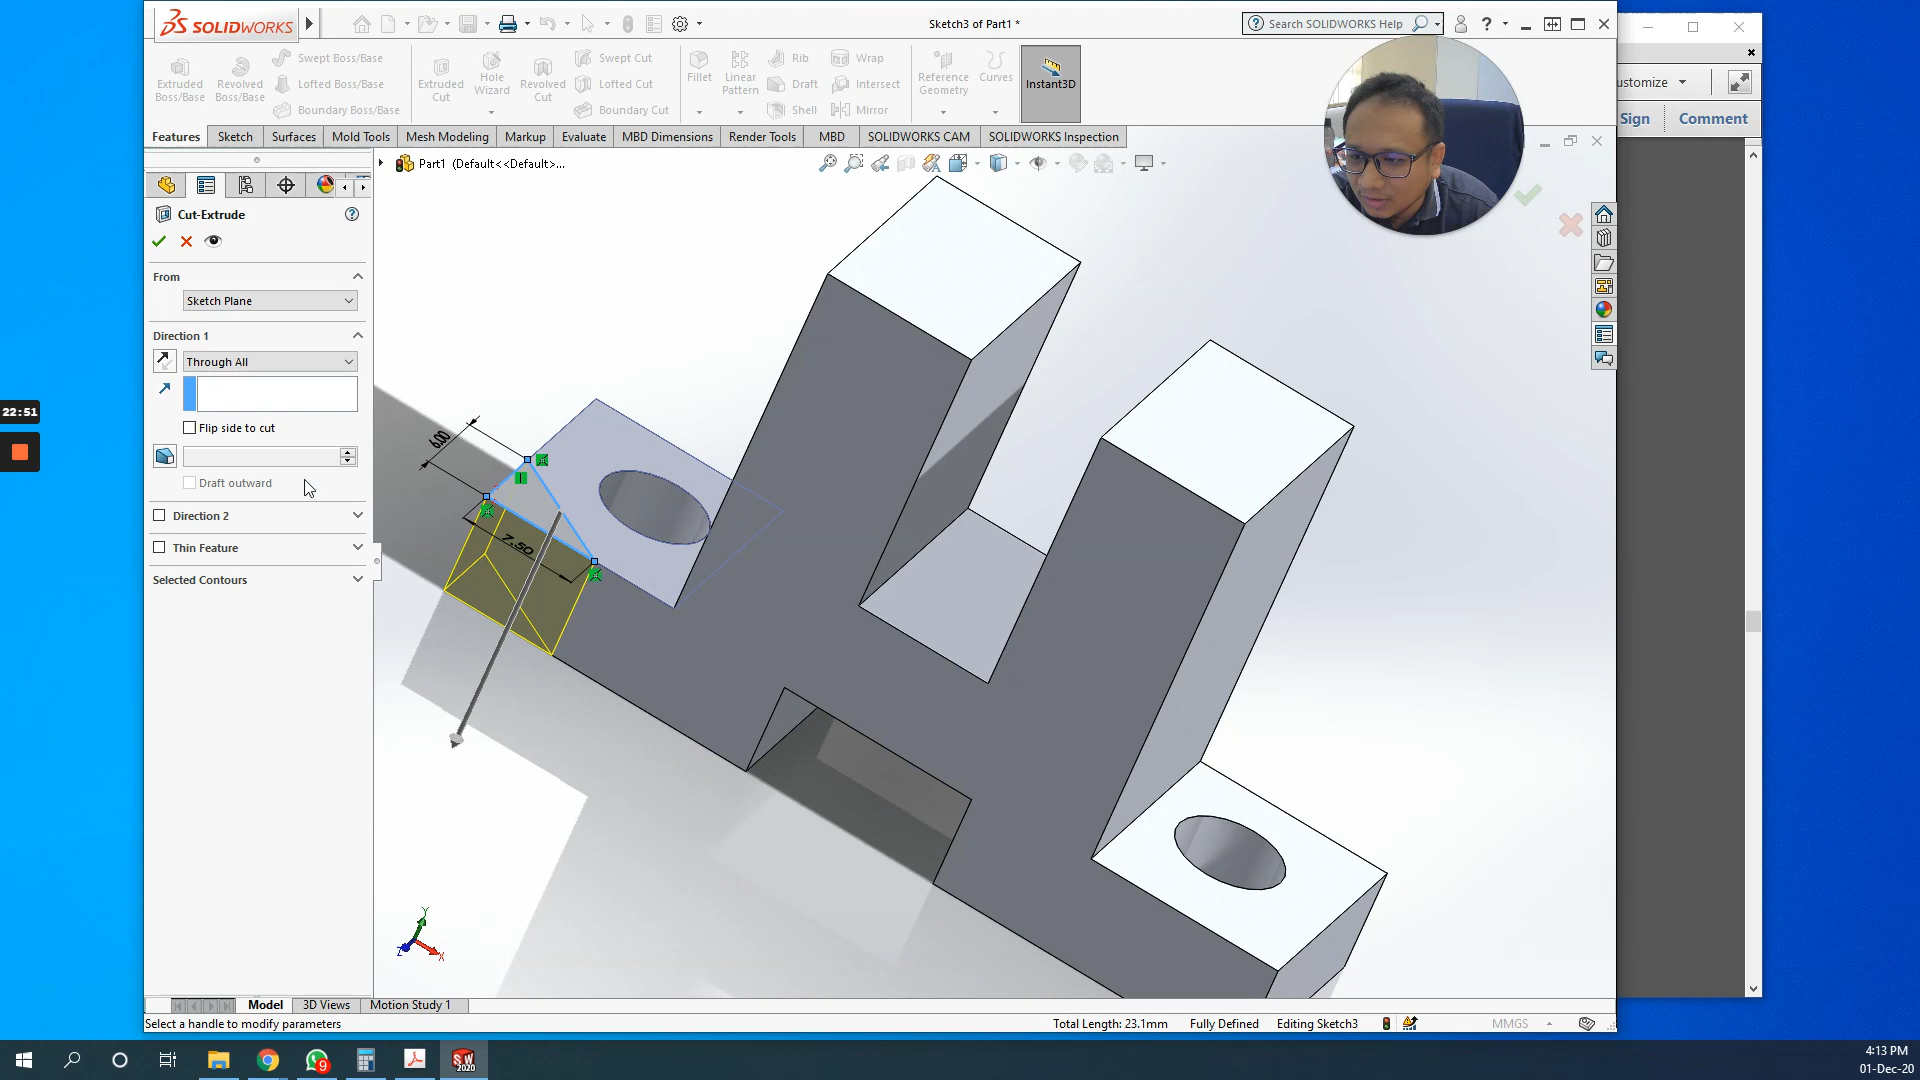 SOLIDWORKS
Sketch3 of Part1 *
Search SOLIDWORKS Help
Extruded Boss/Base
Revolved Boss/Base
Swept Boss/Base
Lofted Boss/Base
Boundary Boss/Base
Extruded Cut
Hole Wizard
Revolved Cut
Swept Cut
Lofted Cut
Boundary Cut
Fillet
Linear Pattern
Rib
Draft
Shell
Wrap
Intersect
Mirror
Reference Geometry
Curves
Instant3D
ustomize
Sign
Comment
Features
Sketch
Surfaces
Mold Tools
Mesh Modeling
Markup
Evaluate
MBD Dimensions
Render Tools
MBD
SOLIDWORKS CAM
SOLIDWORKS Inspection
Part1 (Default<<Default>...
Cut-Extrude
From
Sketch Plane
Direction 1
Through All
Flip side to cut
Draft outward
Direction 2
Thin Feature
Selected Contours
22:51
6.00
7.50
Y
Z
X
Model
3D Views
Motion Study 1
Select a handle to modify parameters
Total Length: 23.1mm
Fully Defined
Editing Sketch3
MMGS
9
SW
2020
4:13 PM
01-Dec-20